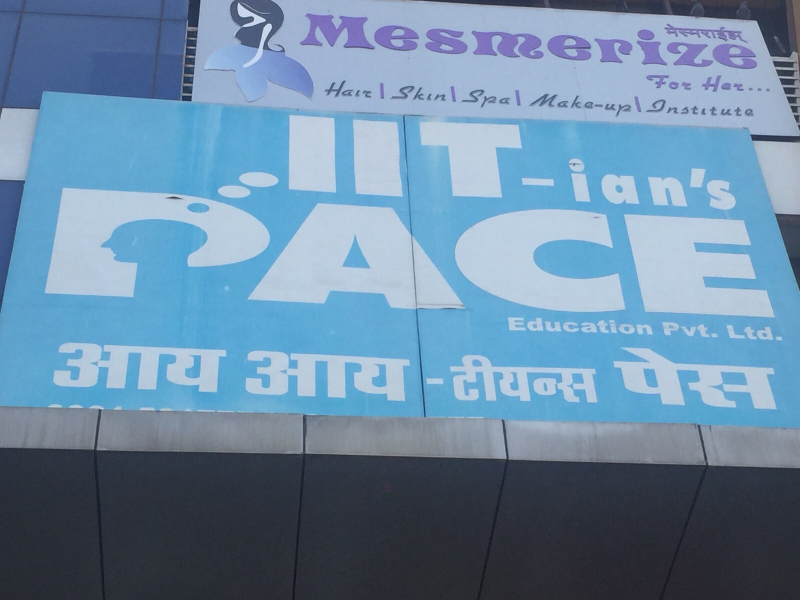 Mesmerize मेस्मराईज़
For Her...
Hair | Skin | Spa | Make-up | Institute
IIT-ian's
PACE
Education Pvt. Ltd.
आय आय - टीयन्स पेस